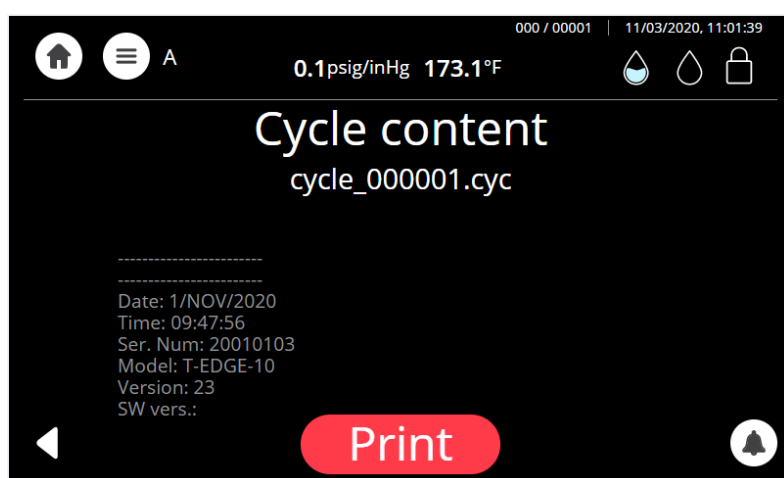 000 / 00001 | 11/03/2020, 11:01:39
A
0.1psig/inHg 173.1°F
Cycle content
cycle_000001.cyc
------------------------
------------------------
Date: 1/NOV/2020
Time: 09:47:56
Ser. Num: 20010103
Model: T-EDGE-10
Version: 23
SW vers.:
Print